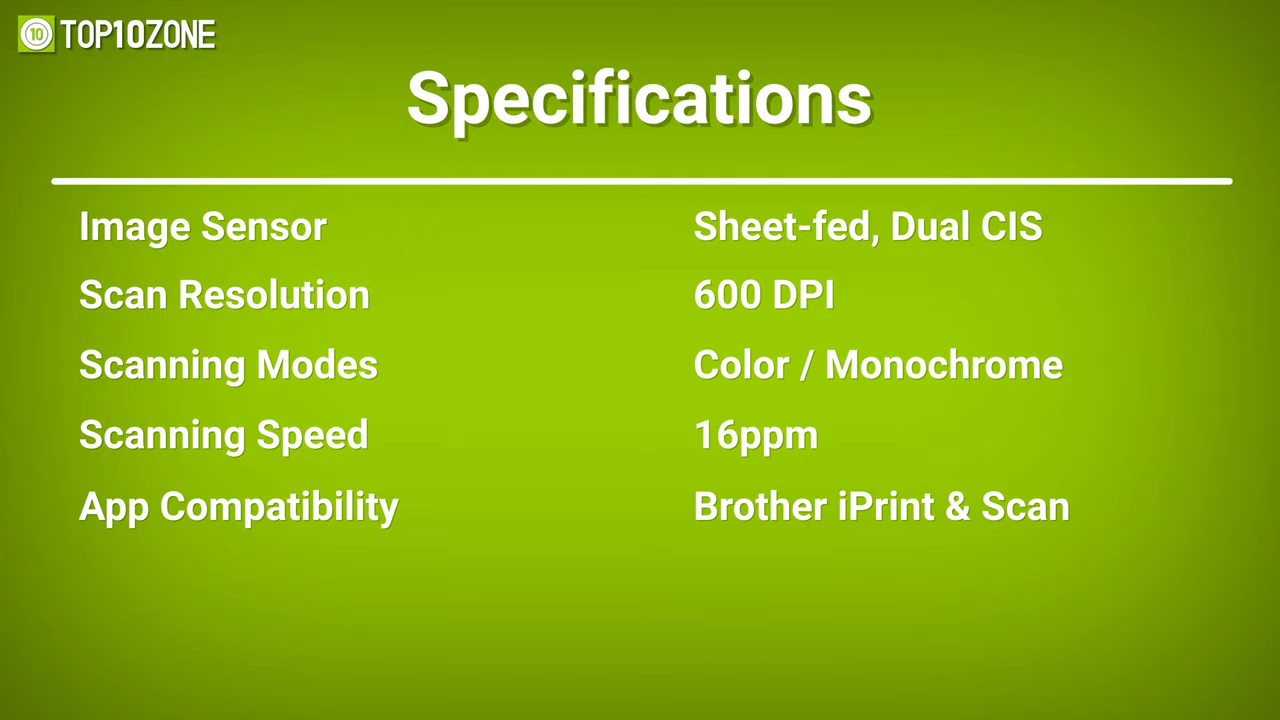 TOP10ZONE
Specifications
Image Sensor Sheet-fed, Dual CIS
Scan Resolution 600 DPI
Scanning Modes Color / Monochrome
Scanning Speed 16ppm
App Compatibility Brother iPrint & Scan